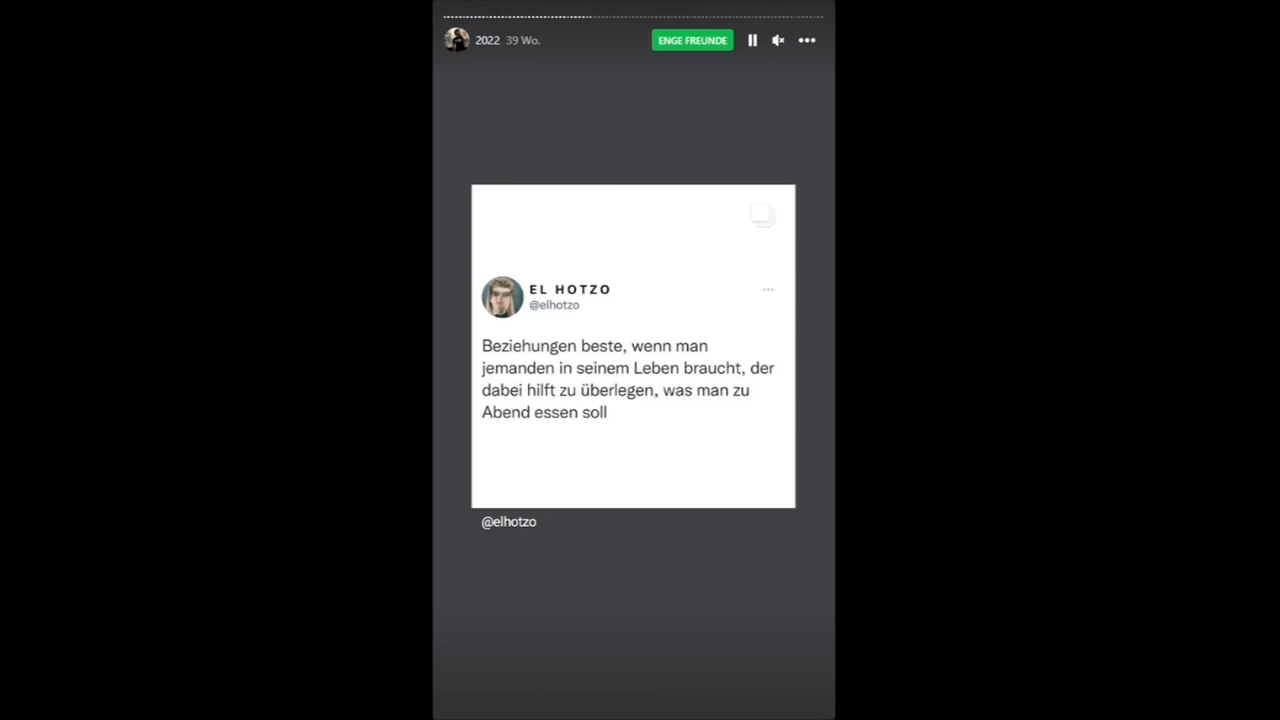 2022 39 Wo.
ENGE FREUNDE
EL HOTZO
@elhotzo
Beziehungen beste, wenn man
jemanden in seinem Leben braucht, der
dabei hilft zu überlegen, was man zu
Abend essen soll
@elhotzo